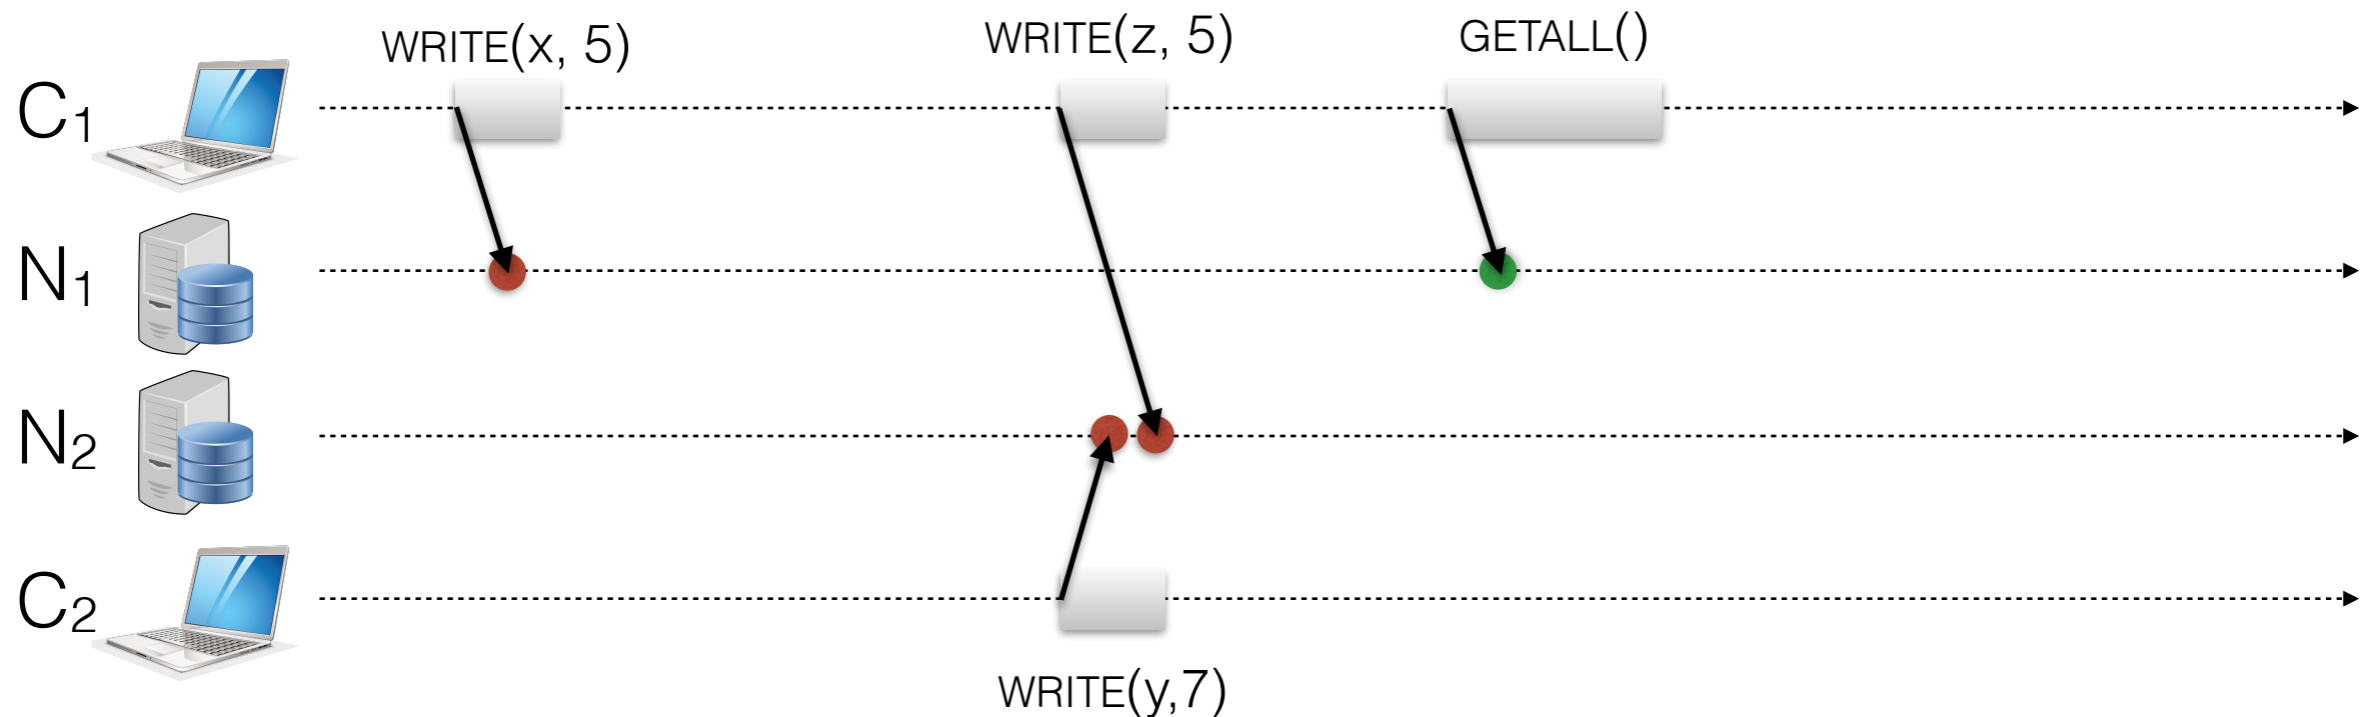 WRITE(x, 5)
WRITE(z, 5)
GETALL()
C1
N1
N2
C2
WRITE(y,7)